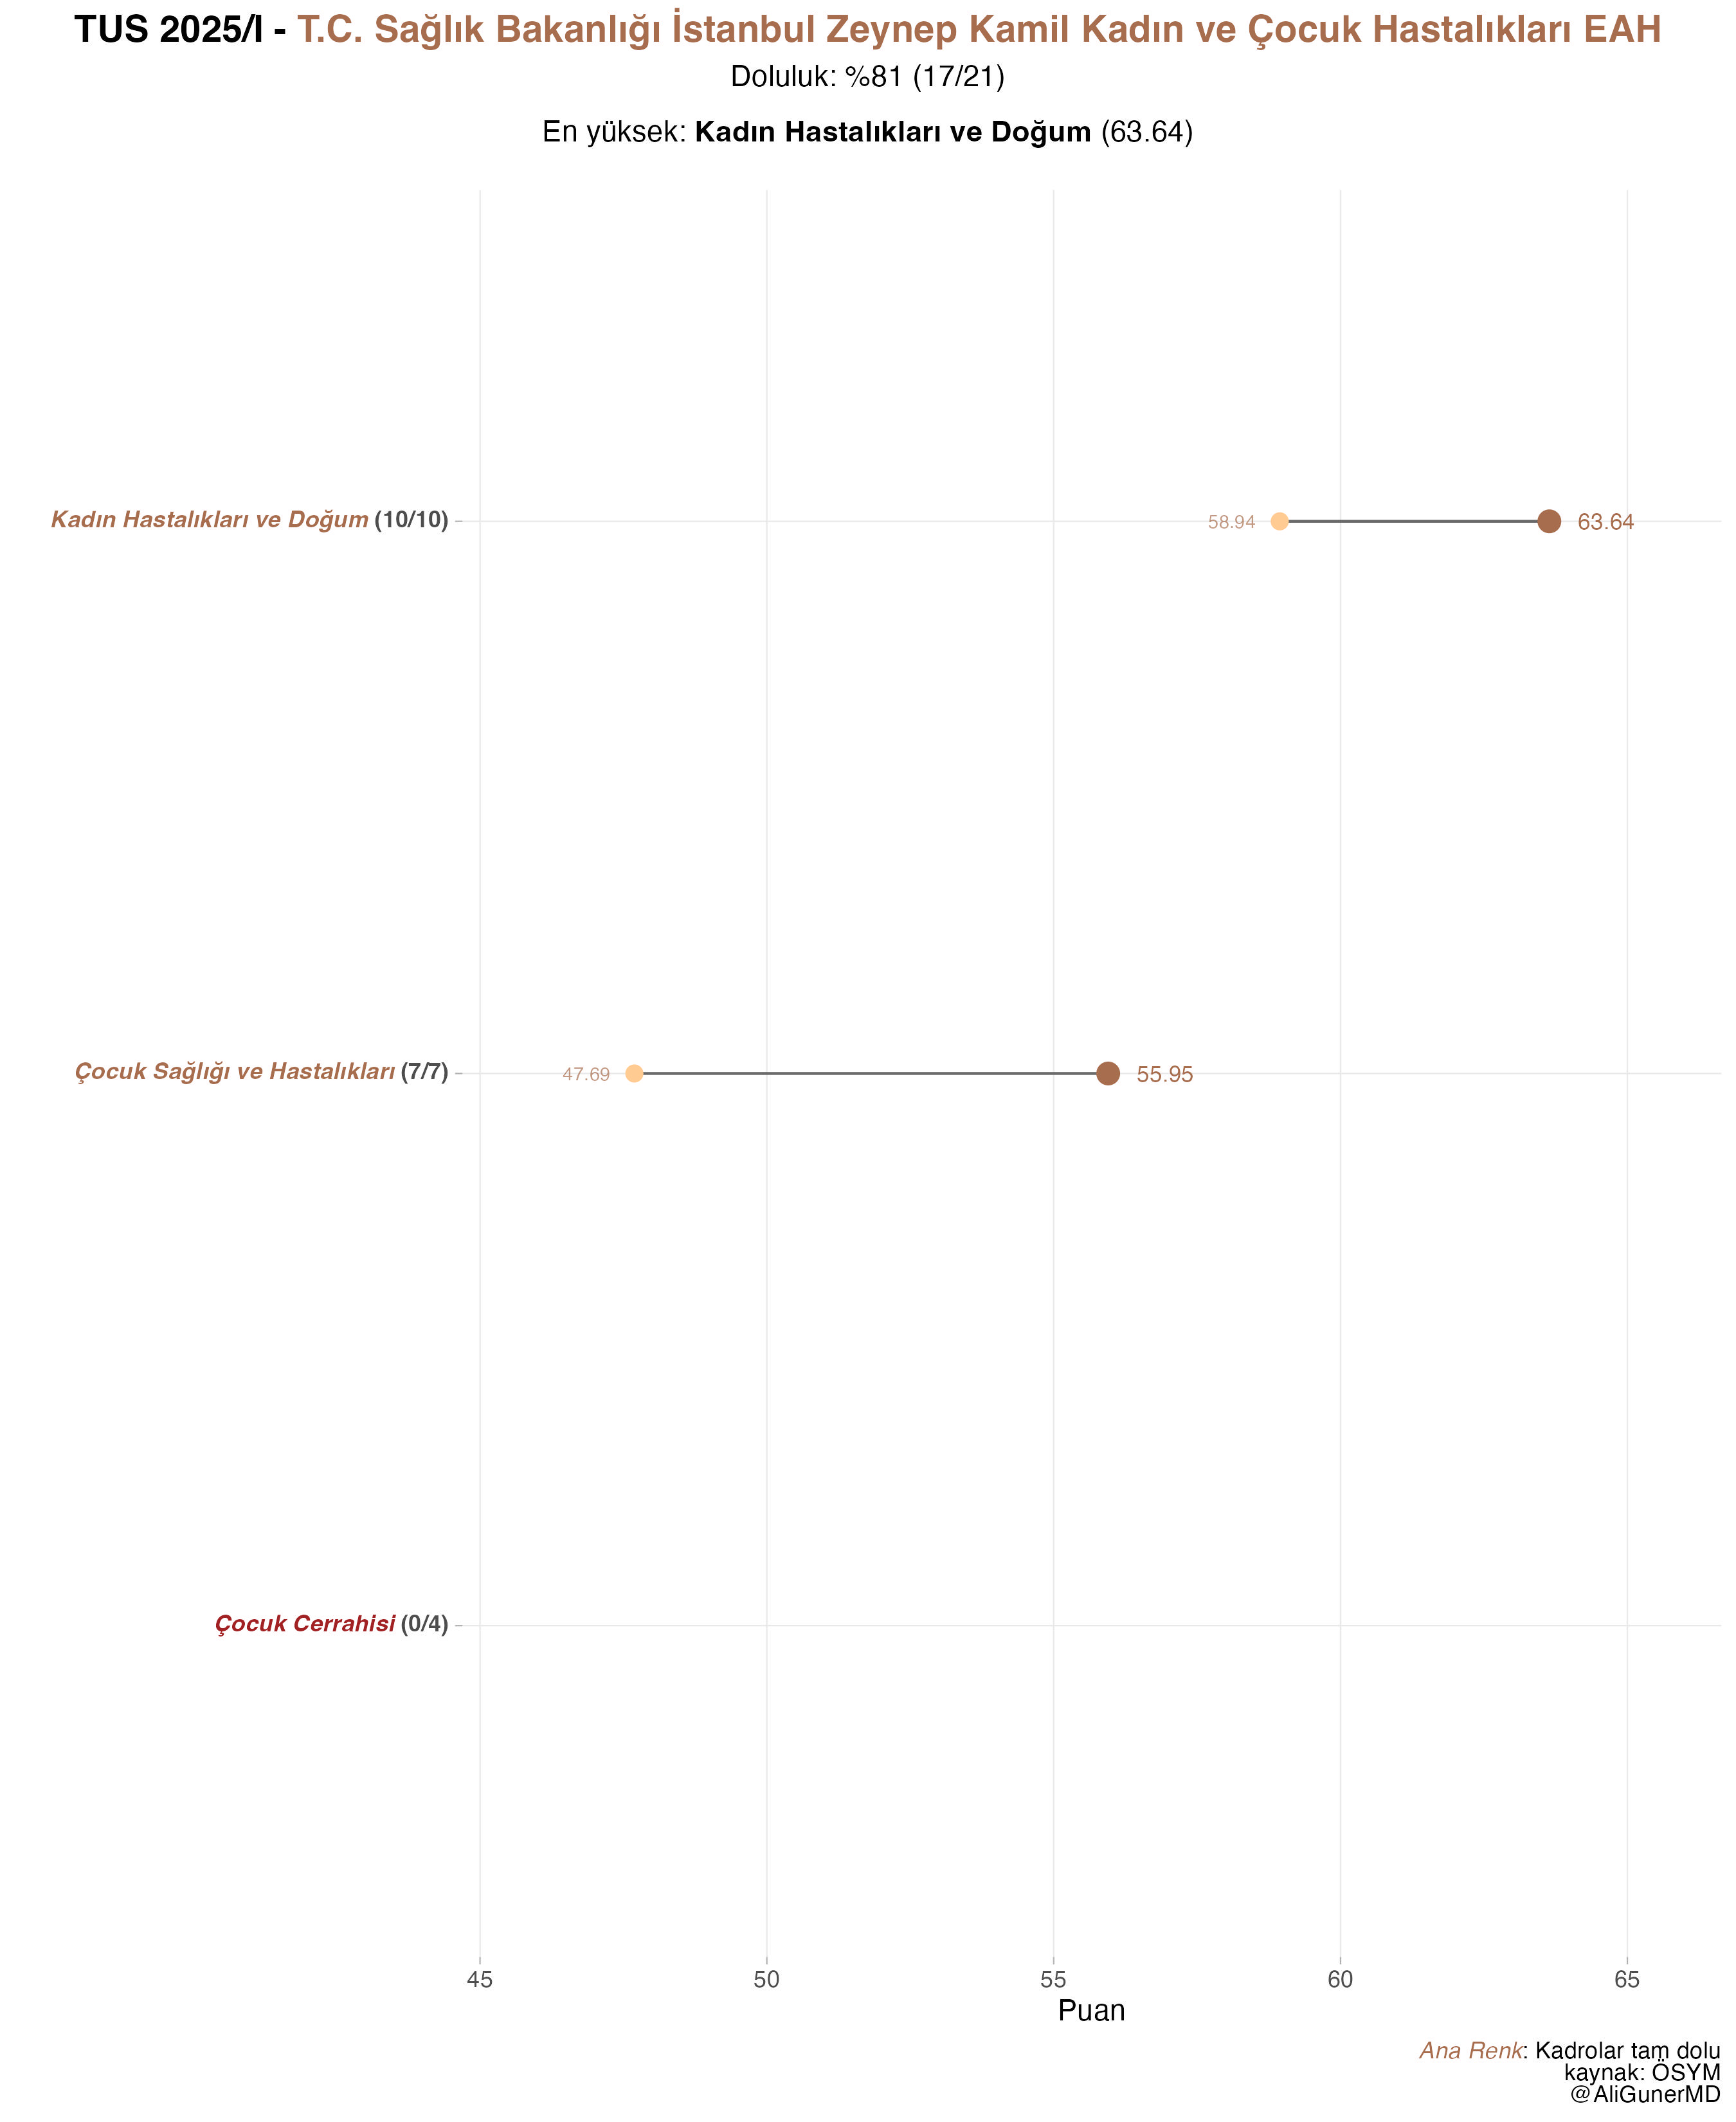 TUS 2025/I - T.C. Sağlık Bakanlığı İstanbul Zeynep Kamil Kadın ve Çocuk Hastalıkları EAH
Doluluk: %81 (17/21)
En yüksek: Kadın Hastalıkları ve Doğum (63.64)
Kadın Hastalıkları ve Doğum (10/10) 58.94 63.64
Çocuk Sağlığı ve Hastalıkları (7/7) 47.69 55.95
Çocuk Cerrahisi (0/4)
45 50 55 60 65
Puan
Ana Renk: Kadrolar tam dolu
kaynak: ÖSYM
@AliGunerMD